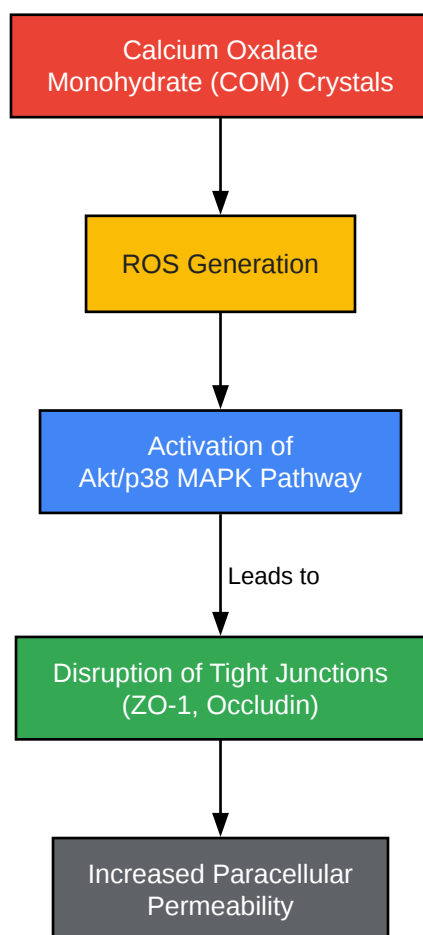 Calcium Oxalate
Monohydrate (COM) Crystals
ROS Generation
Activation of
Akt/p38 MAPK Pathway
Leads to
Disruption of Tight Junctions
(ZO-1, Occludin)
Increased Paracellular
Permeability